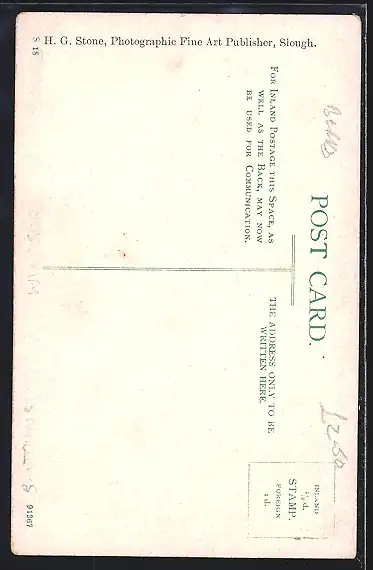 POST CARD.
FOR INLAND POSTAGE THIS SPACE, AS
WELL AS THE BACK, MAY NOW
BE USED FOR COMMUNICATION.
THE ADDRESS ONLY TO BE
WRITTEN HERE.
INLAND
½d.
STAMP.
FOREIGN
1d.
H. G. Stone, Photographic Fine Art Publisher, Slough.
S 18
91367
Berks
£2-50